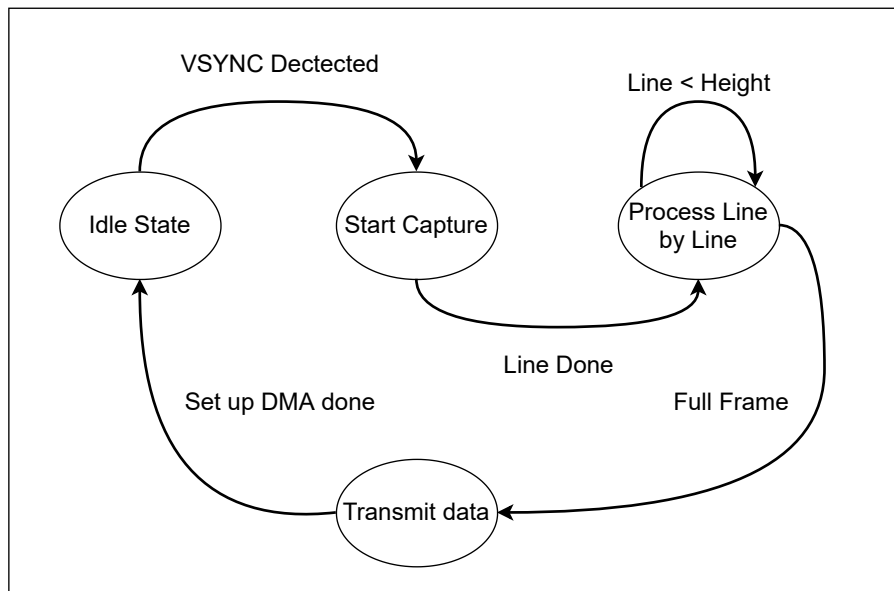 VSYNC Dectected
Line < Height
Idle State
Start Capture
Process Line
by Line
Line Done
Set up DMA done
Full Frame
Transmit data